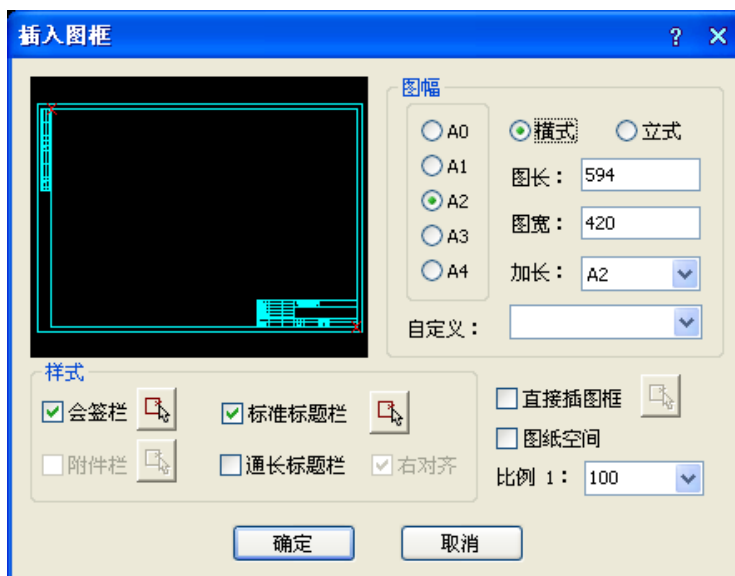 插入图框
图幅
A0
横式
立式
A1
图长：
594
A2
图宽：
420
A3
A4
加长：
A2
自定义：
样式
会签栏
标准标题栏
直接插图框
附件栏
通长标题栏
右对齐
图纸空间
比例 1：
100
确定
取消